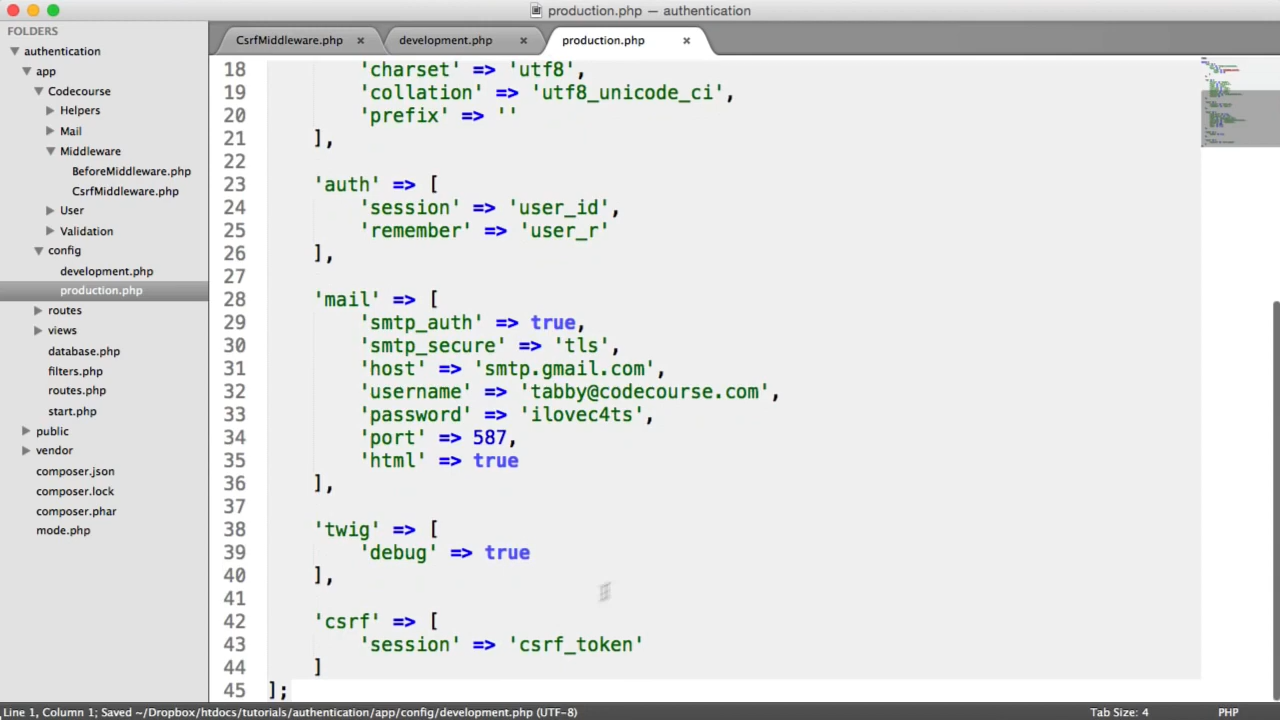 production.php — authentication
FOLDERS
authentication
app
Codecourse
Helpers
Mail
Middleware
BeforeMiddleware.php
CsrfMiddleware.php
User
Validation
config
development.php
production.php
routes
views
database.php
filters.php
routes.php
start.php
public
vendor
composer.json
composer.lock
composer.phar
mode.php
CsrfMiddleware.php ×
development.php ×
production.php ×
18 'charset' => 'utf8',
19 'collation' => 'utf8_unicode_ci',
20 'prefix' => ''
21 ],
22
23 'auth' => [
24 'session' => 'user_id',
25 'remember' => 'user_r'
26 ],
27
28 'mail' => [
29 'smtp_auth' => true,
30 'smtp_secure' => 'tls',
31 'host' => 'smtp.gmail.com',
32 'username' => 'tabby@codecourse.com',
33 'password' => 'ilovec4ts',
34 'port' => 587,
35 'html' => true
36 ],
37
38 'twig' => [
39 'debug' => true
40 ],
41
42 'csrf' => [
43 'session' => 'csrf_token'
44 ]
45 ];
Line 1, Column 1; Saved ~/Dropbox/htdocs/tutorials/authentication/app/config/development.php (UTF-8)
Tab Size: 4
PHP